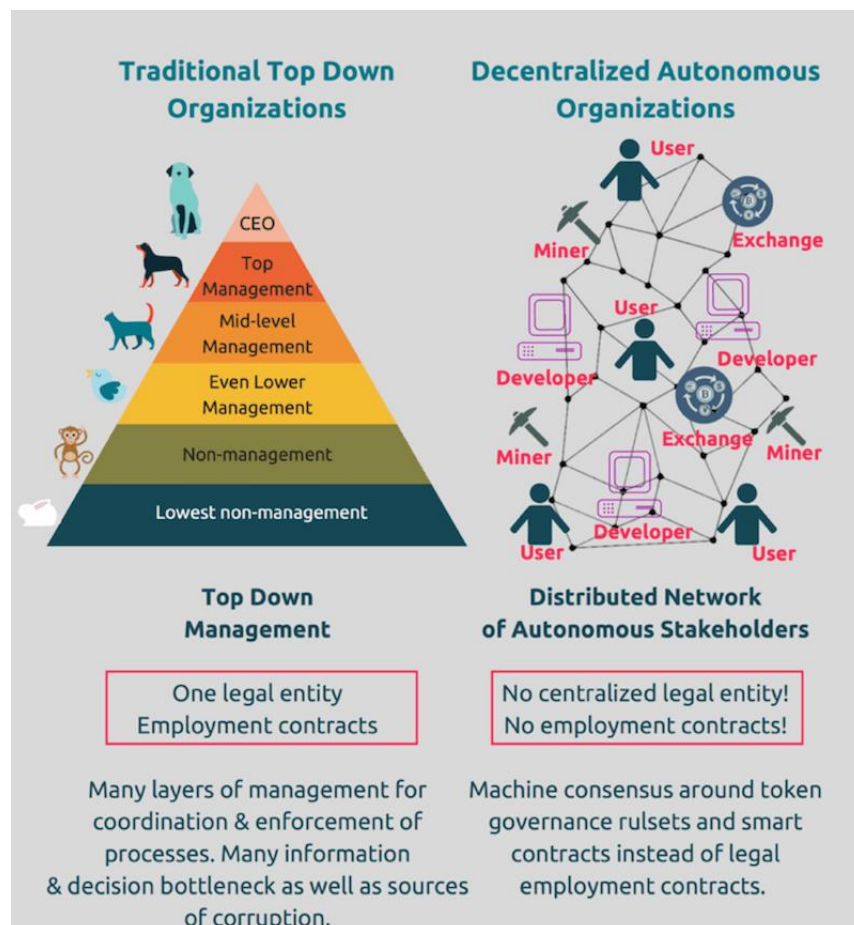 Traditional Top Down
Organizations
CEO
Top
Management
Mid-level
Management
Even Lower
Management
Non-management
Lowest non-management
Top Down
Management
One legal entity
Employment contracts
Many layers of management for
coordination & enforcement of
processes. Many information
& decision bottleneck as well as sources
of corruption.
Decentralized Autonomous
Organizations
User
Exchange
Miner
User
Developer
Developer
Exchange
Miner
Miner
Developer
User
User
Distributed Network
of Autonomous Stakeholders
No centralized legal entity!
No employment contracts!
Machine consensus around token
governance rulsets and smart
contracts instead of legal
employment contracts.